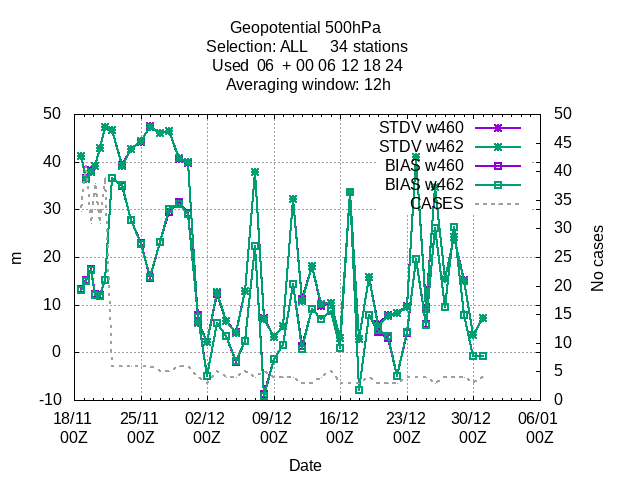 Geopotential 500hPa
Selection: ALL     34 stations
Used  06  + 00 06 12 18 24
Averaging window: 12h
50
40
30
20
10
0
-10
m
50
45
40
35
30
25
20
15
10
5
0
No cases
STDV w460
STDV w462
BIAS w460
BIAS w462
CASES
18/11 25/11 02/12 09/12 16/12 23/12 30/12 06/01
00Z 00Z 00Z 00Z 00Z 00Z 00Z 00Z
Date